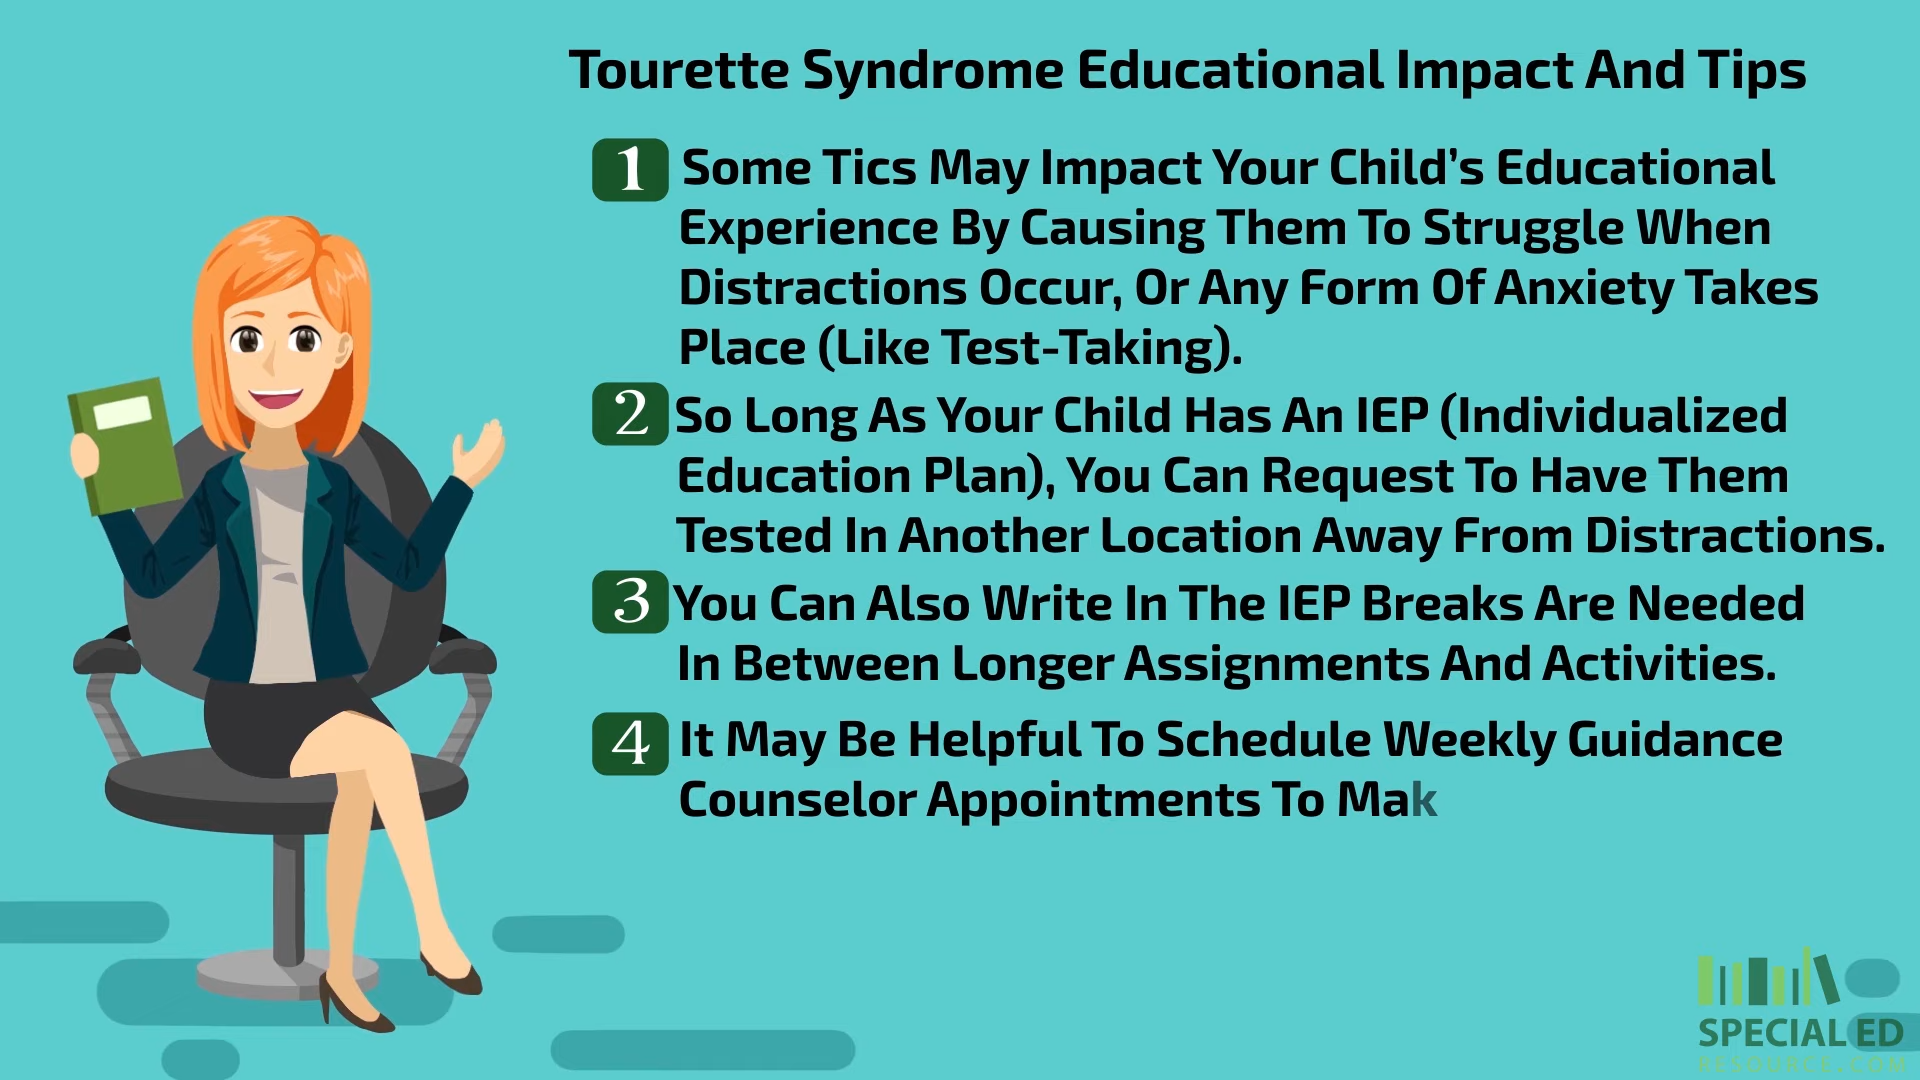 Tourette Syndrome Educational Impact And Tips
1 Some Tics May Impact Your Child's Educational
Experience By Causing Them To Struggle When
Distractions Occur, Or Any Form Of Anxiety Takes
Place (Like Test-Taking).
2 So Long As Your Child Has An IEP (Individualized
Education Plan), You Can Request To Have Them
Tested In Another Location Away From Distractions.
3 You Can Also Write In The IEP Breaks Are Needed
In Between Longer Assignments And Activities.
4 It May Be Helpful To Schedule Weekly Guidance
Counselor Appointments To Mak
SPECIAL ED
RESOURCE.COM